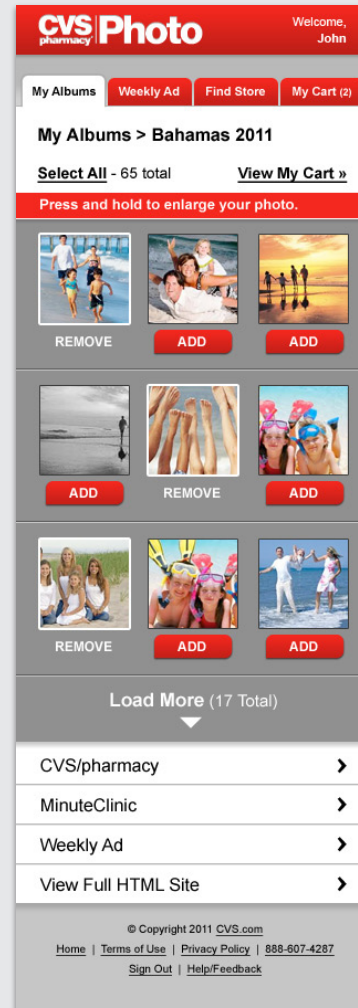 CVS Photo Welcome,
pharmacy John
My Albums Weekly Ad Find Store My Cart (2)
My Albums > Bahamas 2011
Select All - 65 total View My Cart »
Press and hold to enlarge your photo.
REMOVE ADD ADD
ADD REMOVE ADD
REMOVE ADD ADD
Load More (17 Total)
CVS/pharmacy
MinuteClinic
Weekly Ad
View Full HTML Site
© Copyright 2011 CVS.com
Home | Terms of Use | Privacy Policy | 888-607-4287
Sign Out | Help/Feedback